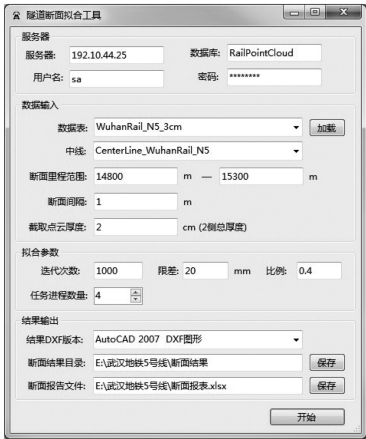 隧道断面拟合工具
服务器
服务器: 192.10.44.25 数据库: RailPointCloud
用户名: sa 密码: ********
数据输入
数据表: WuhanRail_N5_3cm 加载
中线: CenterLine_WuhanRail_N5
断面里程范围: 14800 m — 15300 m
断面间隔: 1 m
截取点云厚度: 2 cm (2侧总厚度)
拟合参数
迭代次数: 1000 限差: 20 mm 比例: 0.4
任务进程数量: 4
结果输出
结果DXF版本: AutoCAD 2007 DXF图形
断面结果目录: E:\武汉地铁5号线\断面结果 保存
断面报告文件: E:\武汉地铁5号线\断面报表.xlsx 保存
开始